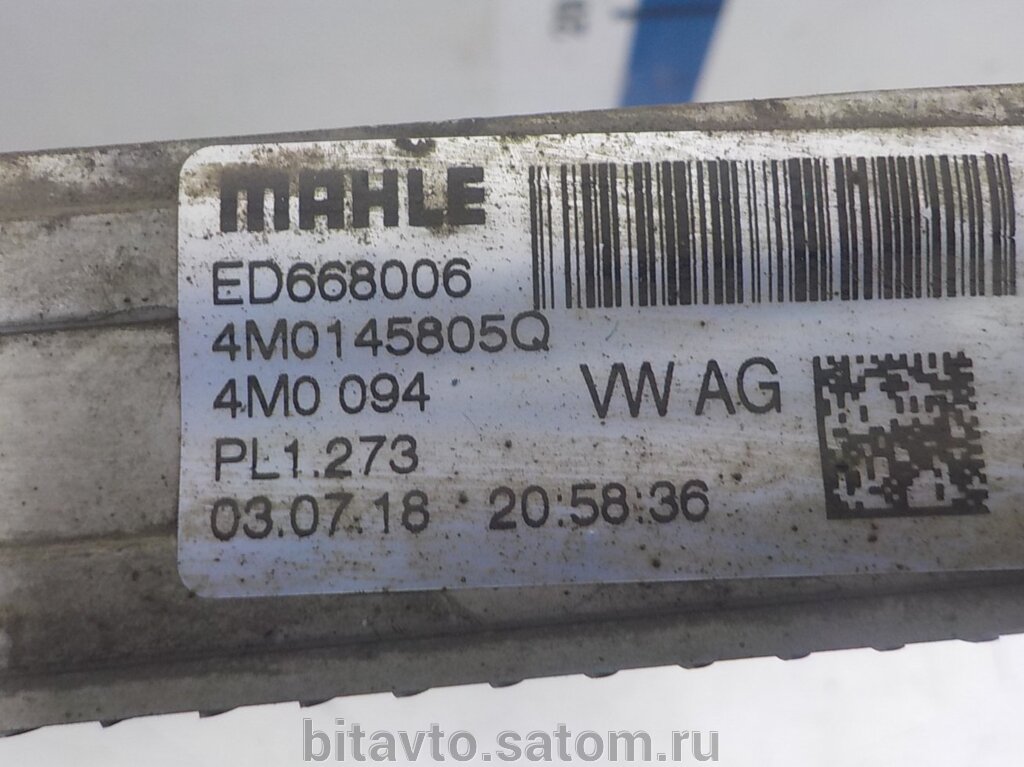 MAHLE
ED668006
4M0145805Q
4M0 094
VW AG
PL1.273
03.07.18 20:58:36
bitavto.satom.ru